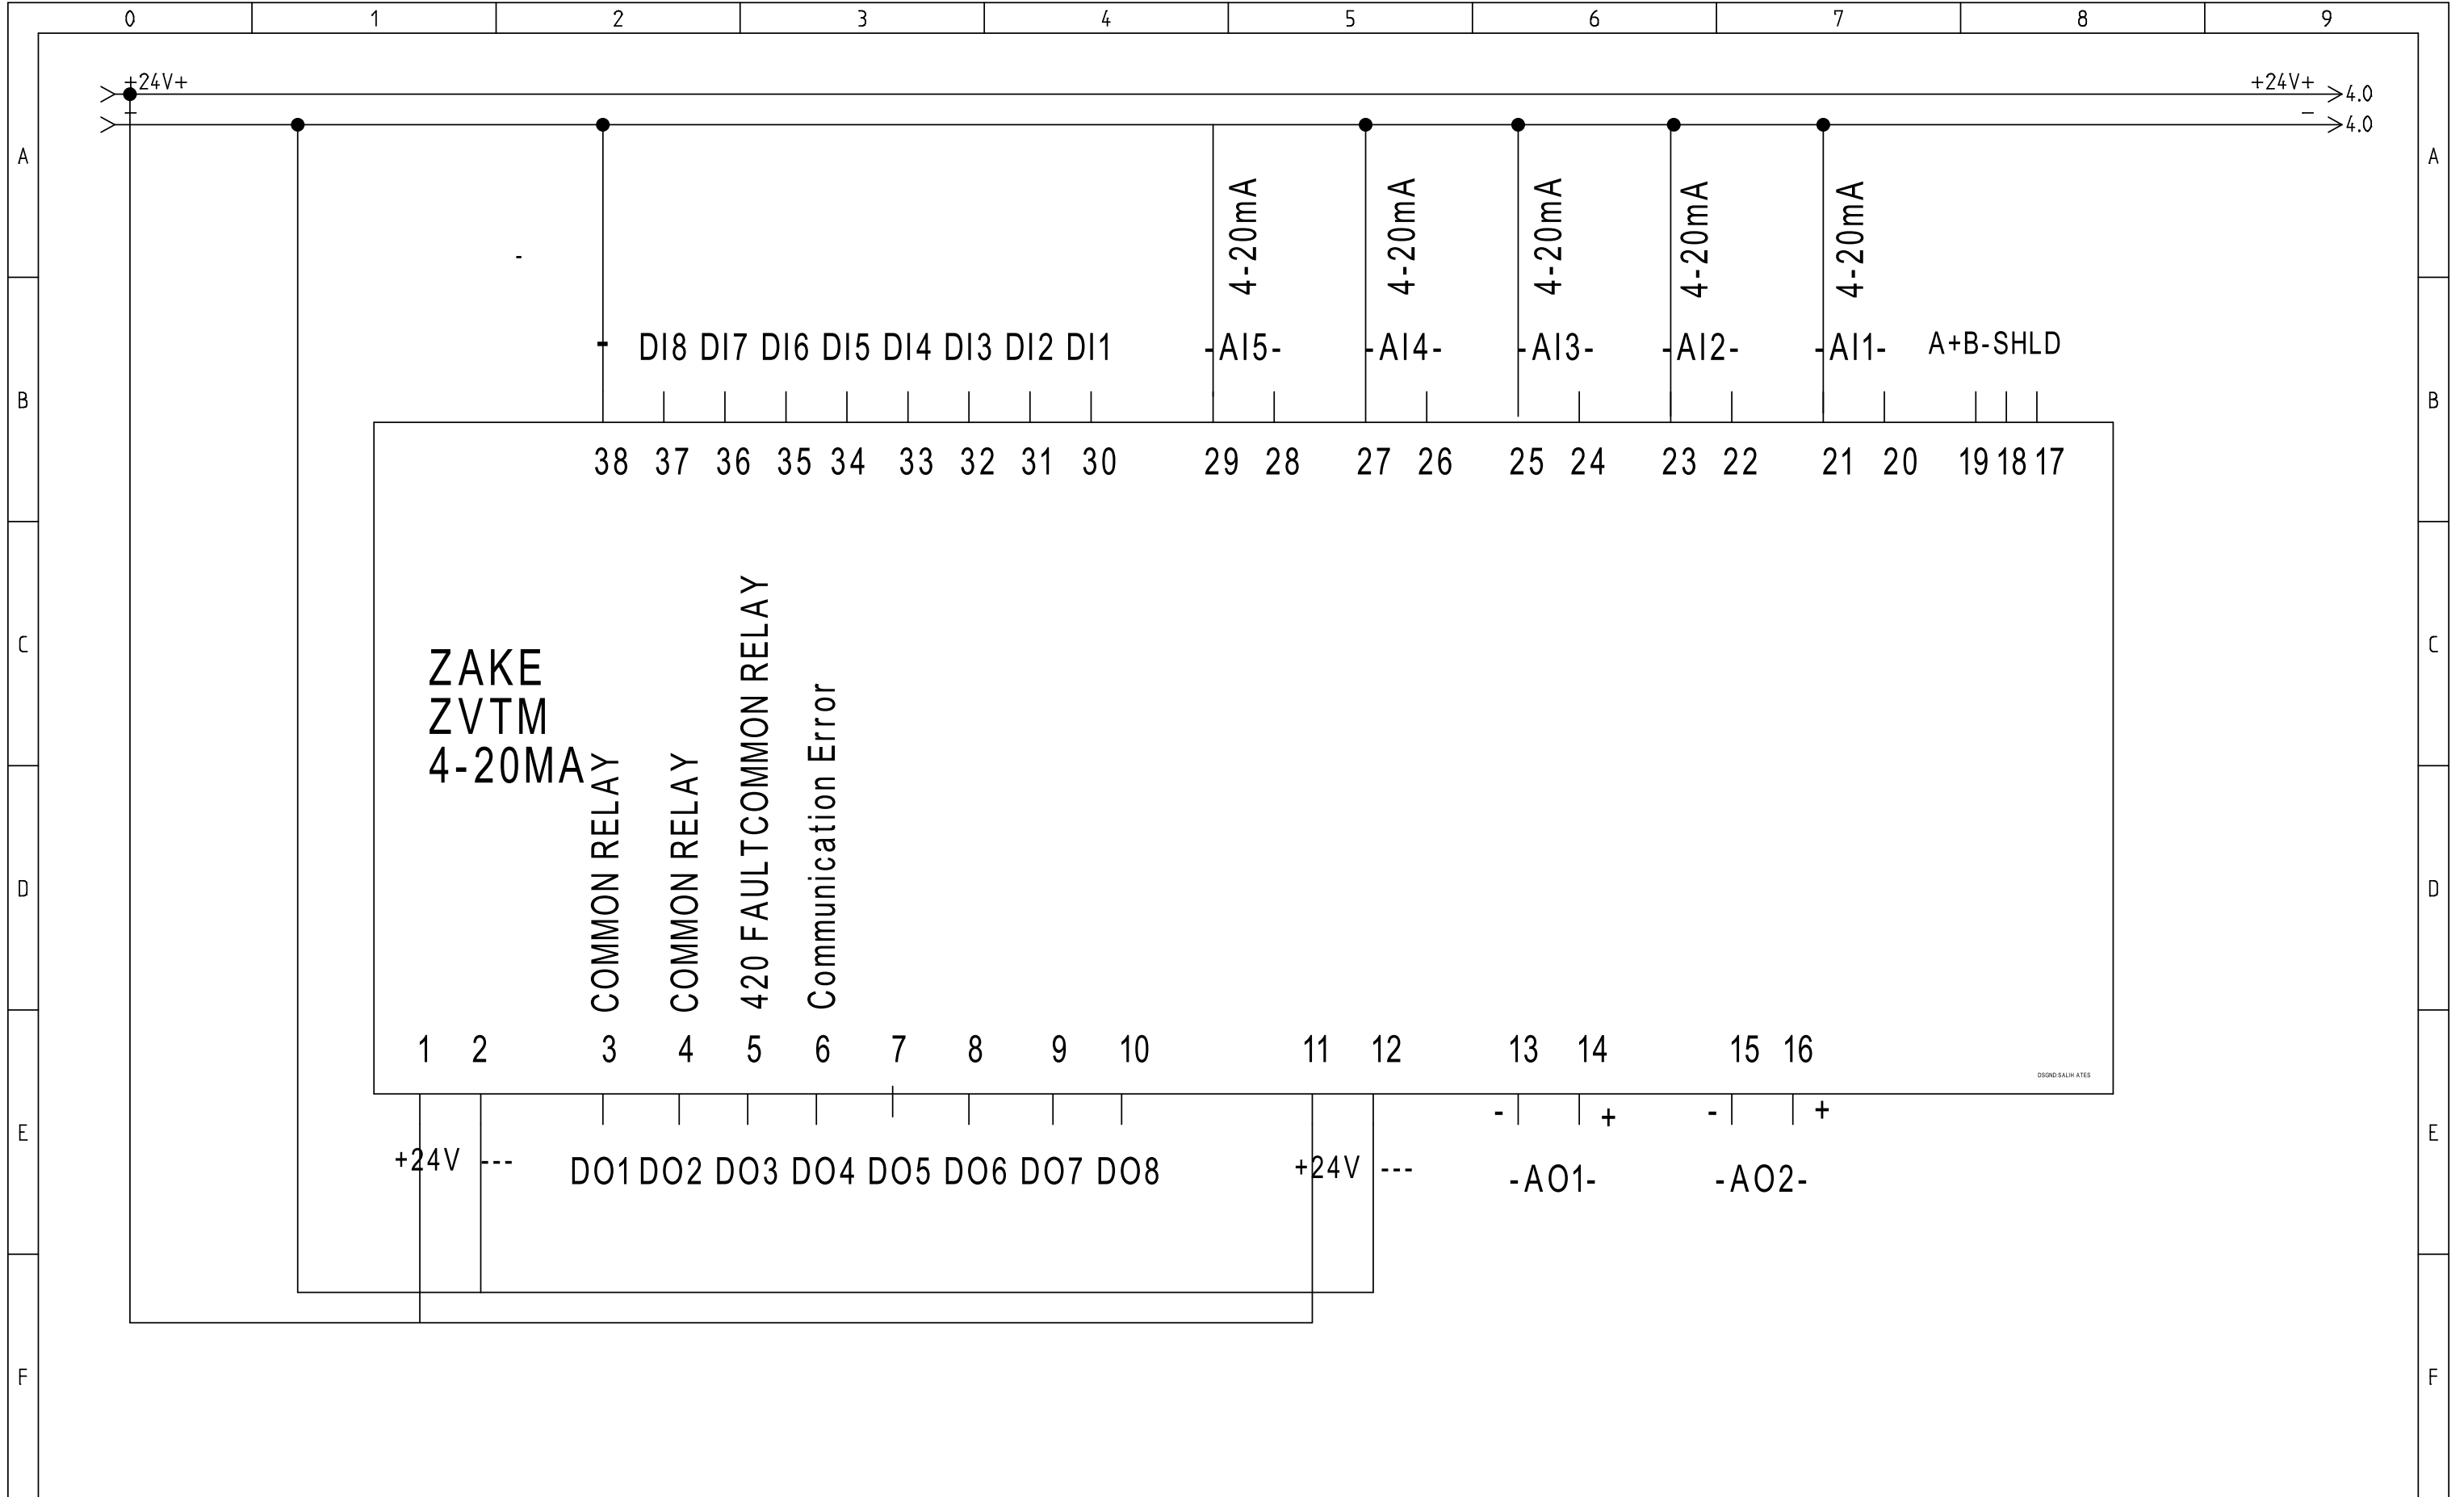 0 1 2 3 4 5 6 7 8 9
+24V+ +24V+ 4.0
- 4.0
A A
4-20mA 4-20mA 4-20mA 4-20mA 4-20mA
-
- DI8 DI7 DI6 DI5 DI4 DI3 DI2 DI1 -AI5- -AI4- -AI3- -AI2- -AI1- A+B-SHLD
B B
38 37 36 35 34 33 32 31 30 29 28 27 26 25 24 23 22 21 20 19 18 17
C C
ZAKE
ZVTM
4-20MA
COMMON RELAY
COMMON RELAY
420 FAULTCOMMON RELAY
Communication Error
D D
1 2 3 4 5 6 7 8 9 10 11 12 13 14 15 16
DSGND:SALIH ATES
- + - +
E E
+24V --- DO1 DO2 DO3 DO4 DO5 DO6 DO7 DO8 +24V --- -AO1- -AO2-
F F